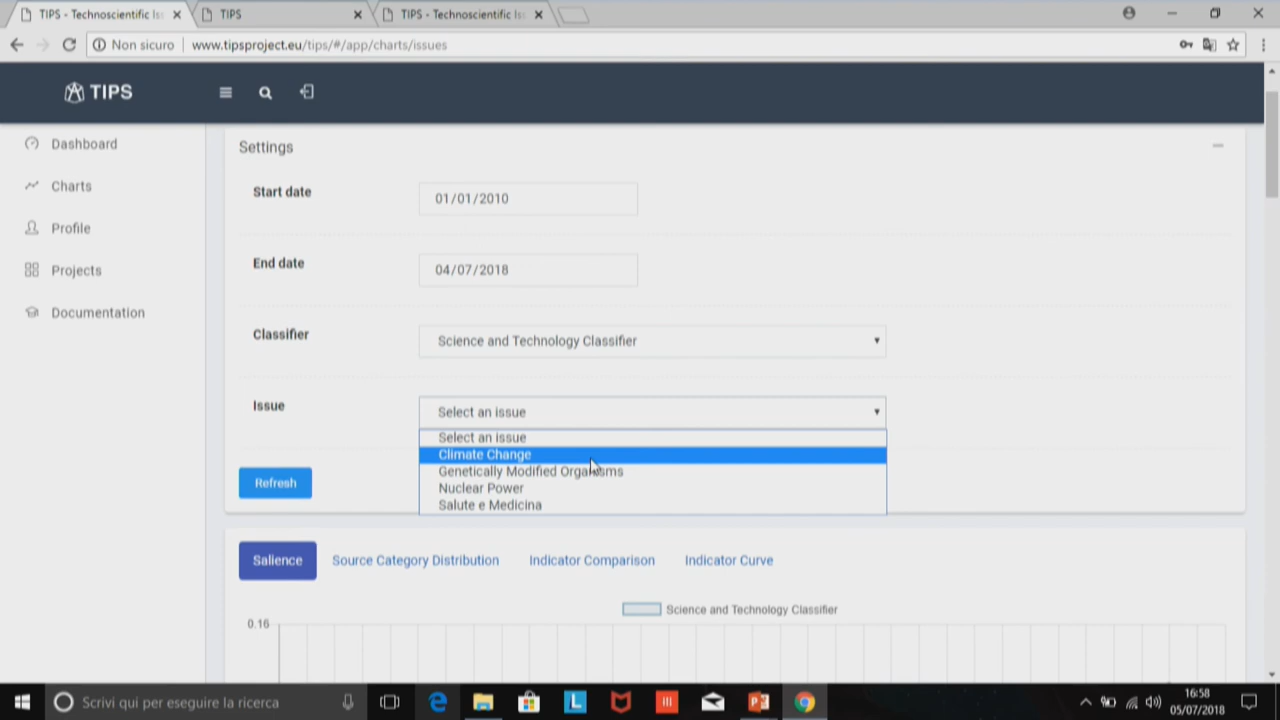 TIPS - Technoscientific Iss
TIPS
TIPS - Technoscientific Iss
Non sicuro
www.tipsproject.eu/tips/#/app/charts/issues
TIPS
Dashboard
Charts
Profile
Projects
Documentation
Settings
Start date
01/01/2010
End date
04/07/2018
Classifier
Science and Technology Classifier
Issue
Select an issue
Select an issue
Climate Change
Genetically Modified Organisms
Nuclear Power
Salute e Medicina
Refresh
Salience
Source Category Distribution
Indicator Comparison
Indicator Curve
Science and Technology Classifier
0.16
Scrivi qui per eseguire la ricerca
16:58
05/07/2018